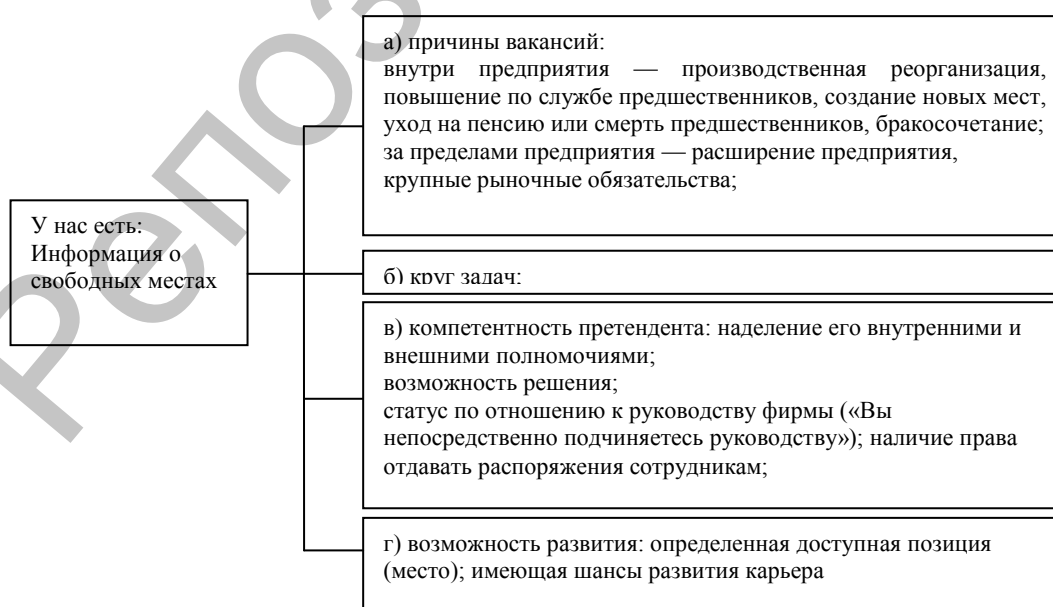 а) причины вакансий:
внутри предприятия — производственная реорганизация,
повышение по службе предшественников, создание новых мест,
уход на пенсию или смерть предшественников, бракосочетание;
за пределами предприятия — расширение предприятия,
крупные рыночные обязательства;
У нас есть:
Информация о
свободных местах
б) круг задач;
в) компетентность претендента: наделение его внутренними и
внешними полномочиями;
возможность решения;
статус по отношению к руководству фирмы («Вы
непосредственно подчиняетесь руководству»); наличие права
отдавать распоряжения сотрудникам;
г) возможность развития: определенная доступная позиция
(место); имеющая шансы развития карьера